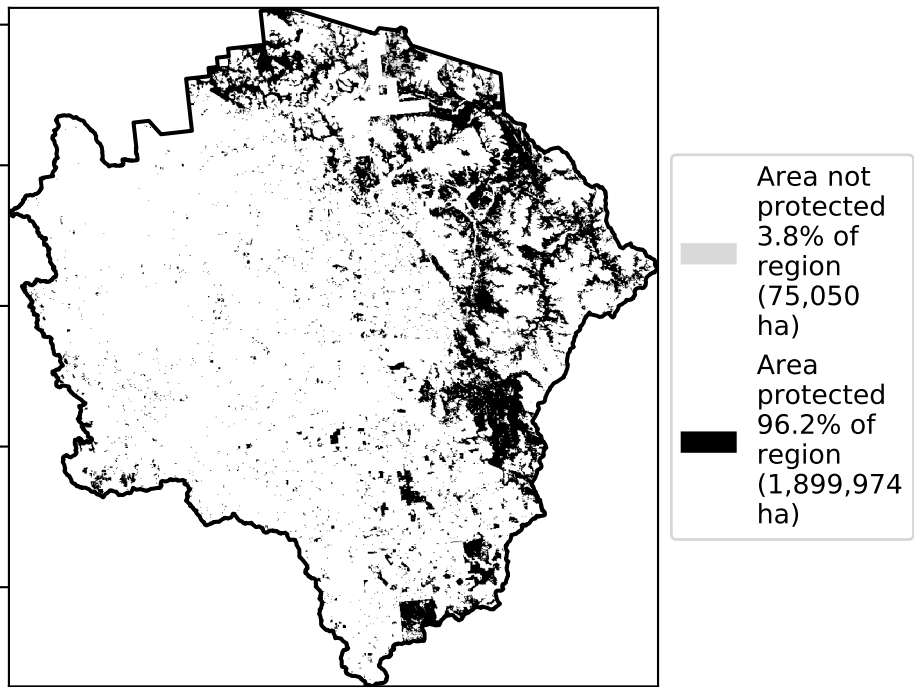 Area not
protected
3.8% of
region
(75,050
ha)
Area
protected
96.2% of
region
(1,899,974
ha)